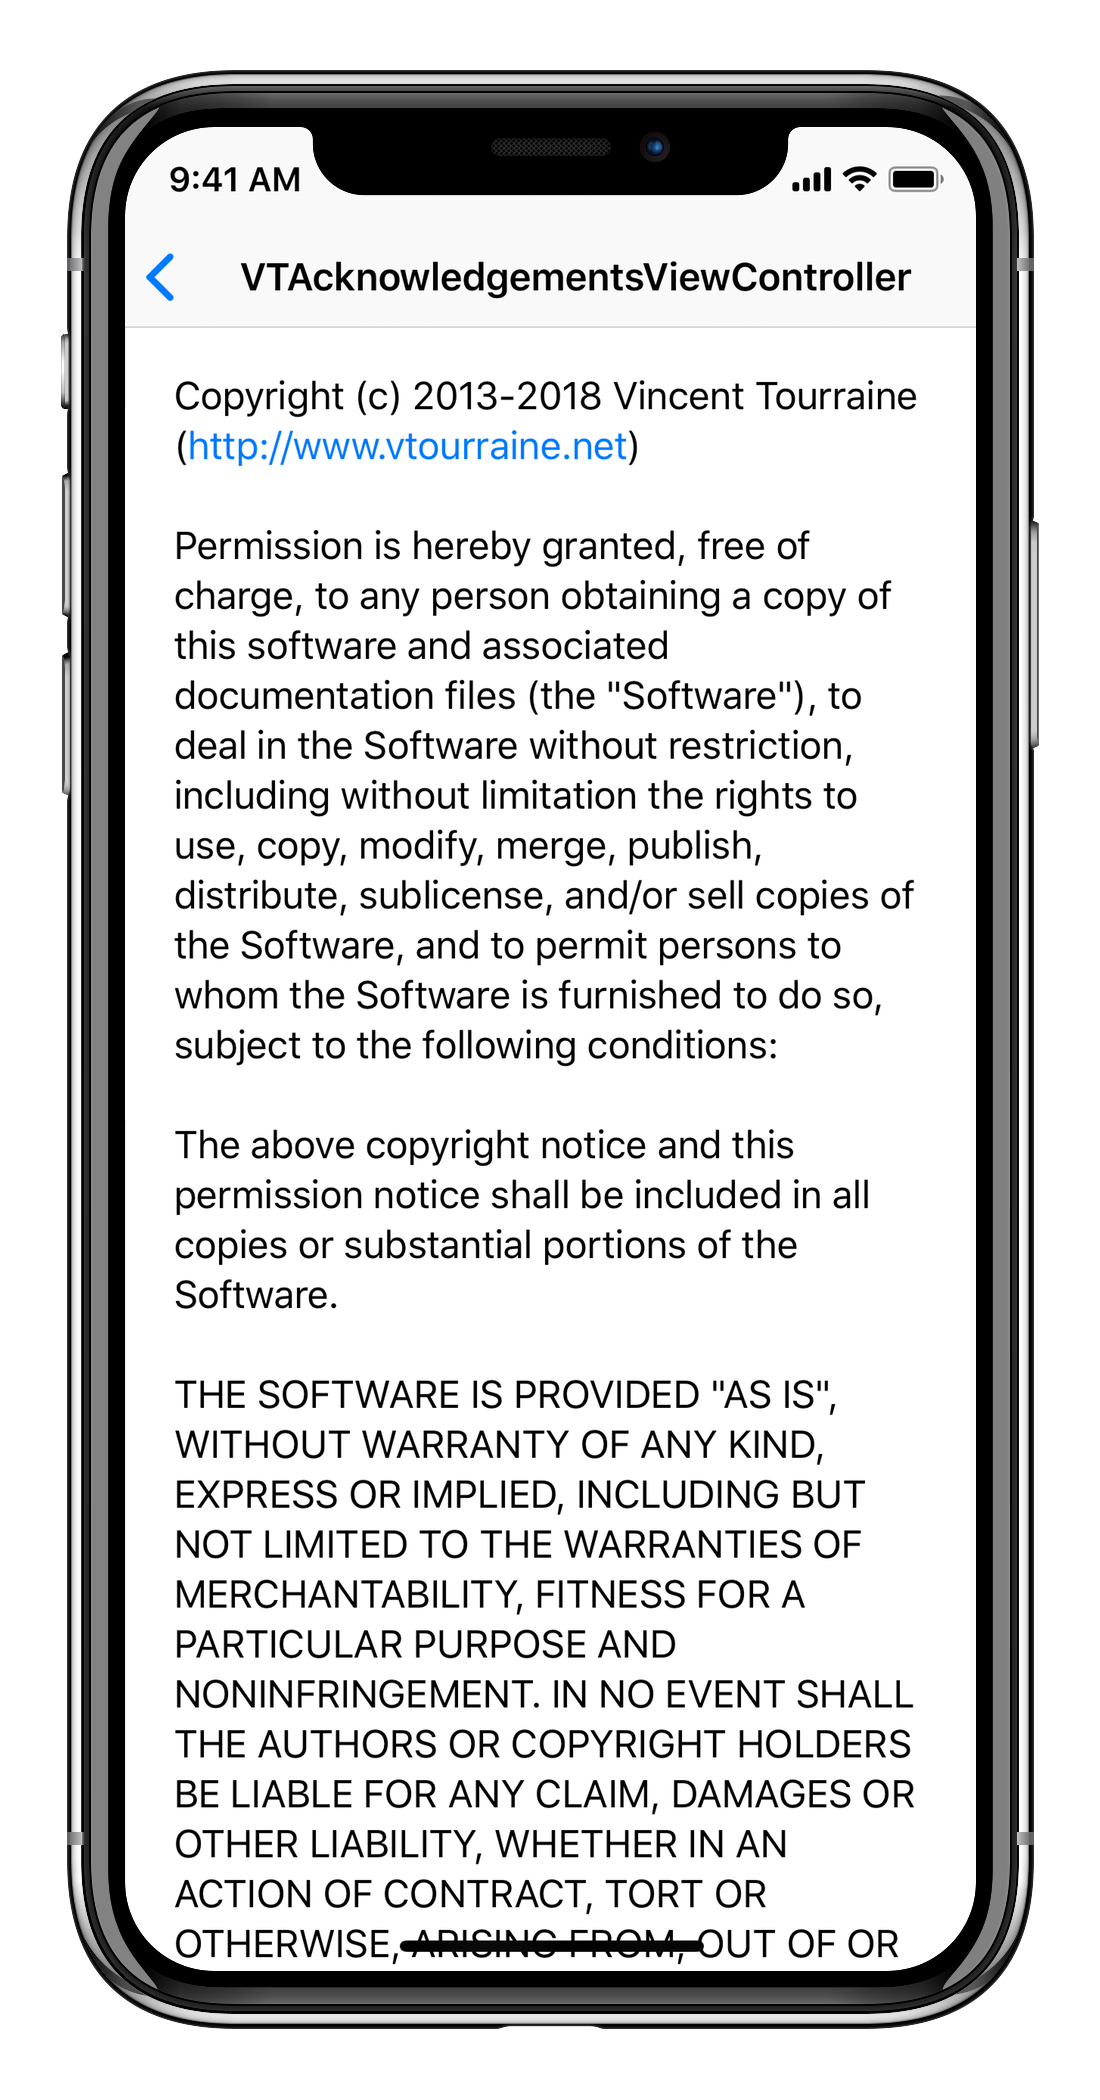 9:41 AM
VTAcknowledgementsViewController
Copyright (c) 2013-2018 Vincent Tourraine
(http://www.vtourraine.net)
Permission is hereby granted, free of
charge, to any person obtaining a copy of
this software and associated
documentation files (the "Software"), to
deal in the Software without restriction,
including without limitation the rights to
use, copy, modify, merge, publish,
distribute, sublicense, and/or sell copies of
the Software, and to permit persons to
whom the Software is furnished to do so,
subject to the following conditions:
The above copyright notice and this
permission notice shall be included in all
copies or substantial portions of the
Software.
THE SOFTWARE IS PROVIDED "AS IS",
WITHOUT WARRANTY OF ANY KIND,
EXPRESS OR IMPLIED, INCLUDING BUT
NOT LIMITED TO THE WARRANTIES OF
MERCHANTABILITY, FITNESS FOR A
PARTICULAR PURPOSE AND
NONINFRINGEMENT. IN NO EVENT SHALL
THE AUTHORS OR COPYRIGHT HOLDERS
BE LIABLE FOR ANY CLAIM, DAMAGES OR
OTHER LIABILITY, WHETHER IN AN
ACTION OF CONTRACT, TORT OR
OTHERWISE, ARISING FROM, OUT OF OR